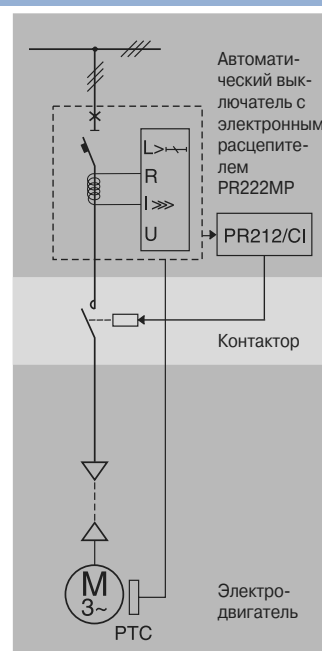 Автомати-
ческий вык-
лючатель с
электронным
расцепите-
лем
PR222MP
L>
R
I >>>
U
PR212/CI
Контактор
M
3~
PTC
Электро-
двигатель